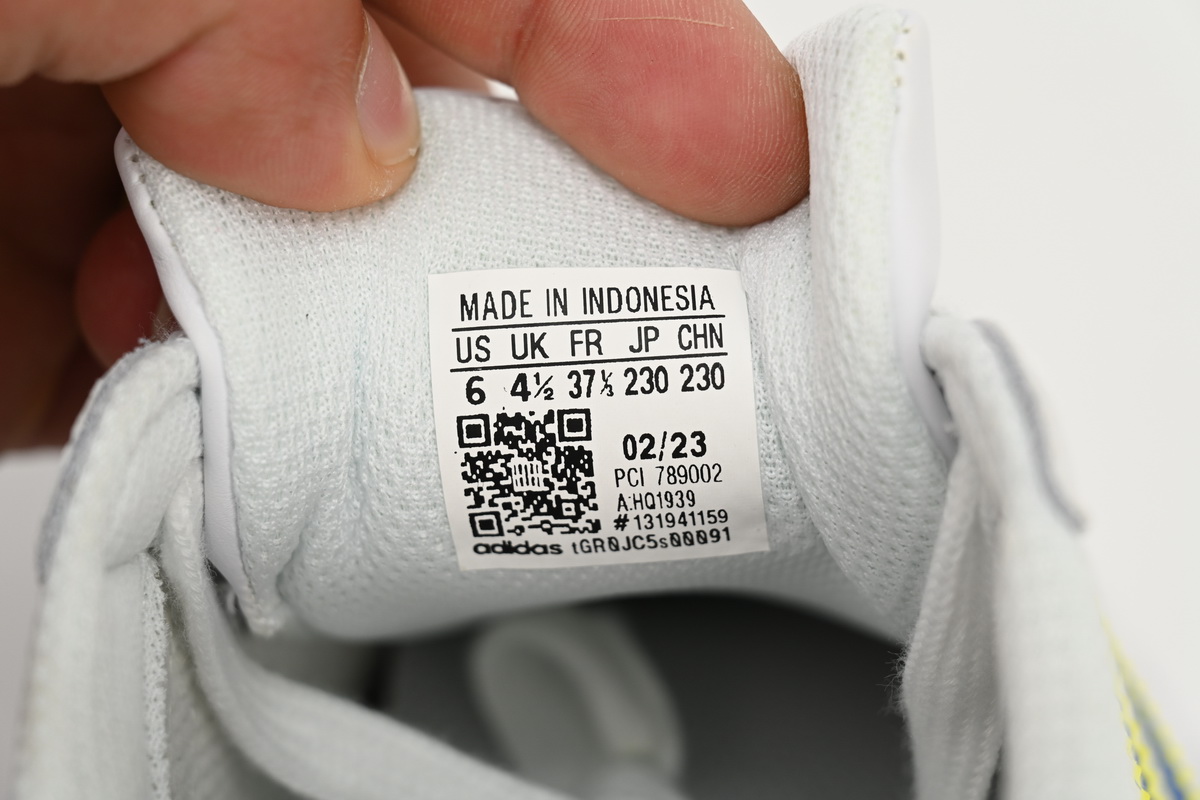 MADE IN INDONESIA
US UK FR JP CHN
6 4½ 37⅓ 230 230
02/23
PCI 789002
A:HQ1939
# 131941159
adidas tGR0JC5s00091